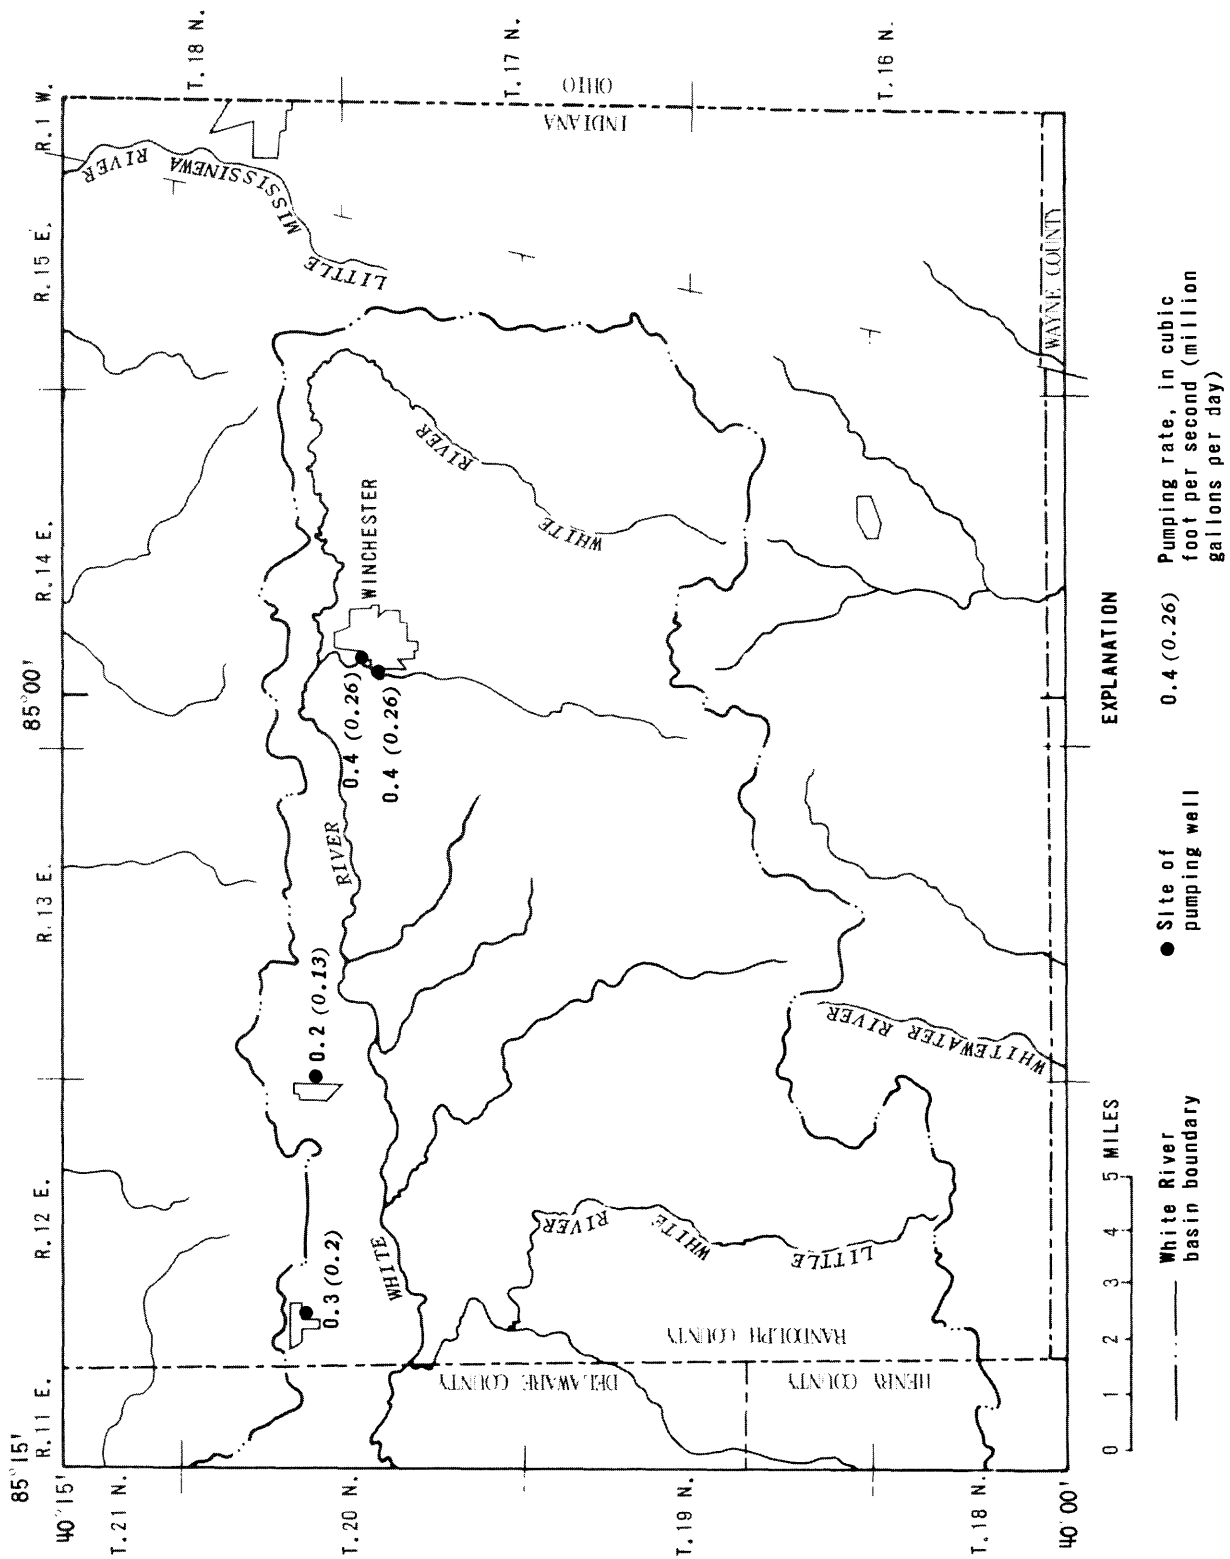 85°15'
R.11 E.
R.12 E.
R.13 E.
85°00'
R.14 E.
R.15 E.
R.1 W.
40°15'
T.21 N.
T.20 N.
T.19 N.
T.18 N.
40°00'
T.18 N.
T.17 N.
T.16 N.
INDIANA
OHIO
LITTLE MISSISSINEWA RIVER
WINCHESTER
WHITE RIVER
0.4 (0.26)
0.4 (0.26)
0.2 (0.13)
0.3 (0.2)
WHITE RIVER
LITTLE WHITE RIVER
WHITEWATER RIVER
DELAWARE COUNTY
HENRY COUNTY
RANDOLPH COUNTY
WAYNE COUNTY
0 1 2 3 4 5 MILES
EXPLANATION
White River
basin boundary
Site of
pumping well
0.4 (0.26) Pumping rate, in cubic
foot per second (million
gallons per day)